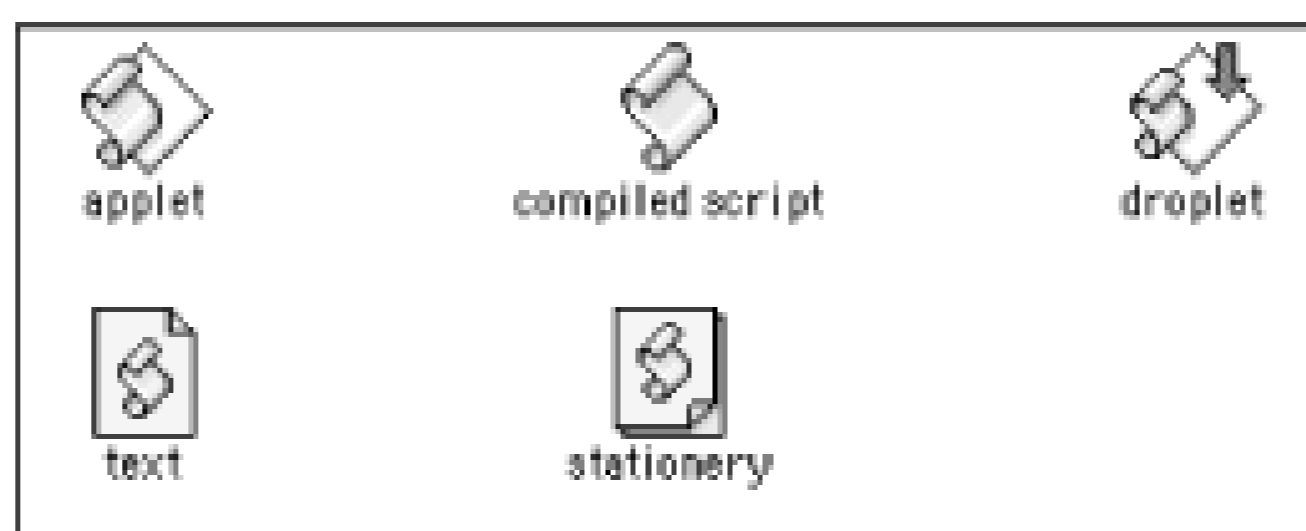 applet
compiled script
droplet
text
stationery